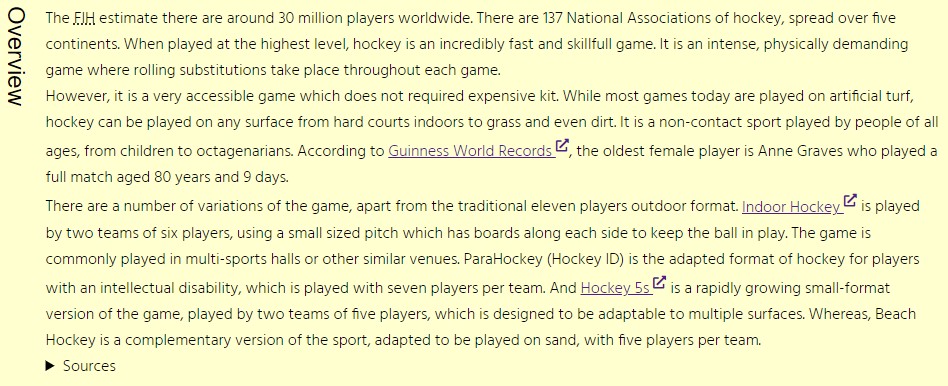 Overview
The FIH estimate there are around 30 million players worldwide. There are 137 National Associations of hockey, spread over five
continents. When played at the highest level, hockey is an incredibly fast and skillfull game. It is an intense, physically demanding
game where rolling substitutions take place throughout each game.
However, it is a very accessible game which does not required expensive kit. While most games today are played on artificial turf,
hockey can be played on any surface from hard courts indoors to grass and even dirt. It is a non-contact sport played by people of all
ages, from children to octagenarians. According to Guinness World Records, the oldest female player is Anne Graves who played a
full match aged 80 years and 9 days.
There are a number of variations of the game, apart from the traditional eleven players outdoor format. Indoor Hockey is played
by two teams of six players, using a small sized pitch which has boards along each side to keep the ball in play. The game is
commonly played in multi-sports halls or other similar venues. ParaHockey (Hockey ID) is the adapted format of hockey for players
with an intellectual disability, which is played with seven players per team. And Hockey 5s is a rapidly growing small-format
version of the game, played by two teams of five players, which is designed to be adaptable to multiple surfaces. Whereas, Beach
Hockey is a complementary version of the sport, adapted to be played on sand, with five players per team.
Sources